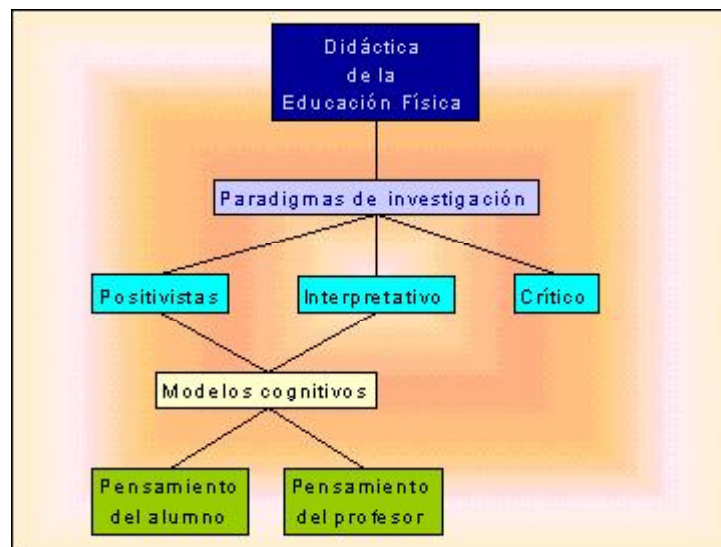 Didáctica
de la
Educación Física
Paradigmas de investigación
Positivistas
Interpretativo
Crítico
Modelos cognitivos
Pensamiento
del alumno
Pensamiento
del profesor